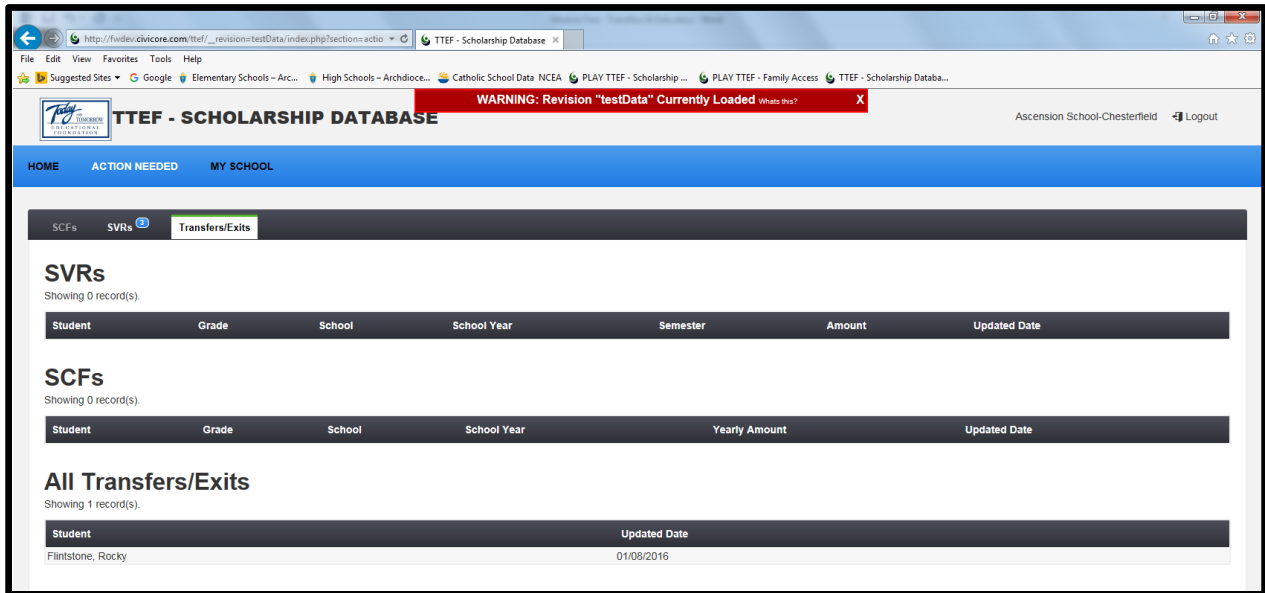 http://fwdev.civicore.com/ttef/__revision=testData/index.php?section=actio
TTEF - Scholarship Database
File Edit View Favorites Tools Help
Suggested Sites Google Elementary Schools – Arc... High Schools – Archdioce... Catholic School Data NCEA PLAY TTEF - Scholarship ... PLAY TTEF - Family Access TTEF - Scholarship Databa...
WARNING: Revision "testData" Currently Loaded Whats this? X
Today
AND
TOMORROW
EDUCATIONAL
FOUNDATION
TTEF - SCHOLARSHIP DATABASE
Ascension School-Chesterfield Logout
HOME ACTION NEEDED MY SCHOOL
SCFs SVRs 3 Transfers/Exits
SVRs
Showing 0 record(s).
Student Grade School School Year Semester Amount Updated Date
SCFs
Showing 0 record(s).
Student Grade School School Year Yearly Amount Updated Date
All Transfers/Exits
Showing 1 record(s).
Student Updated Date
Flintstone, Rocky 01/08/2016